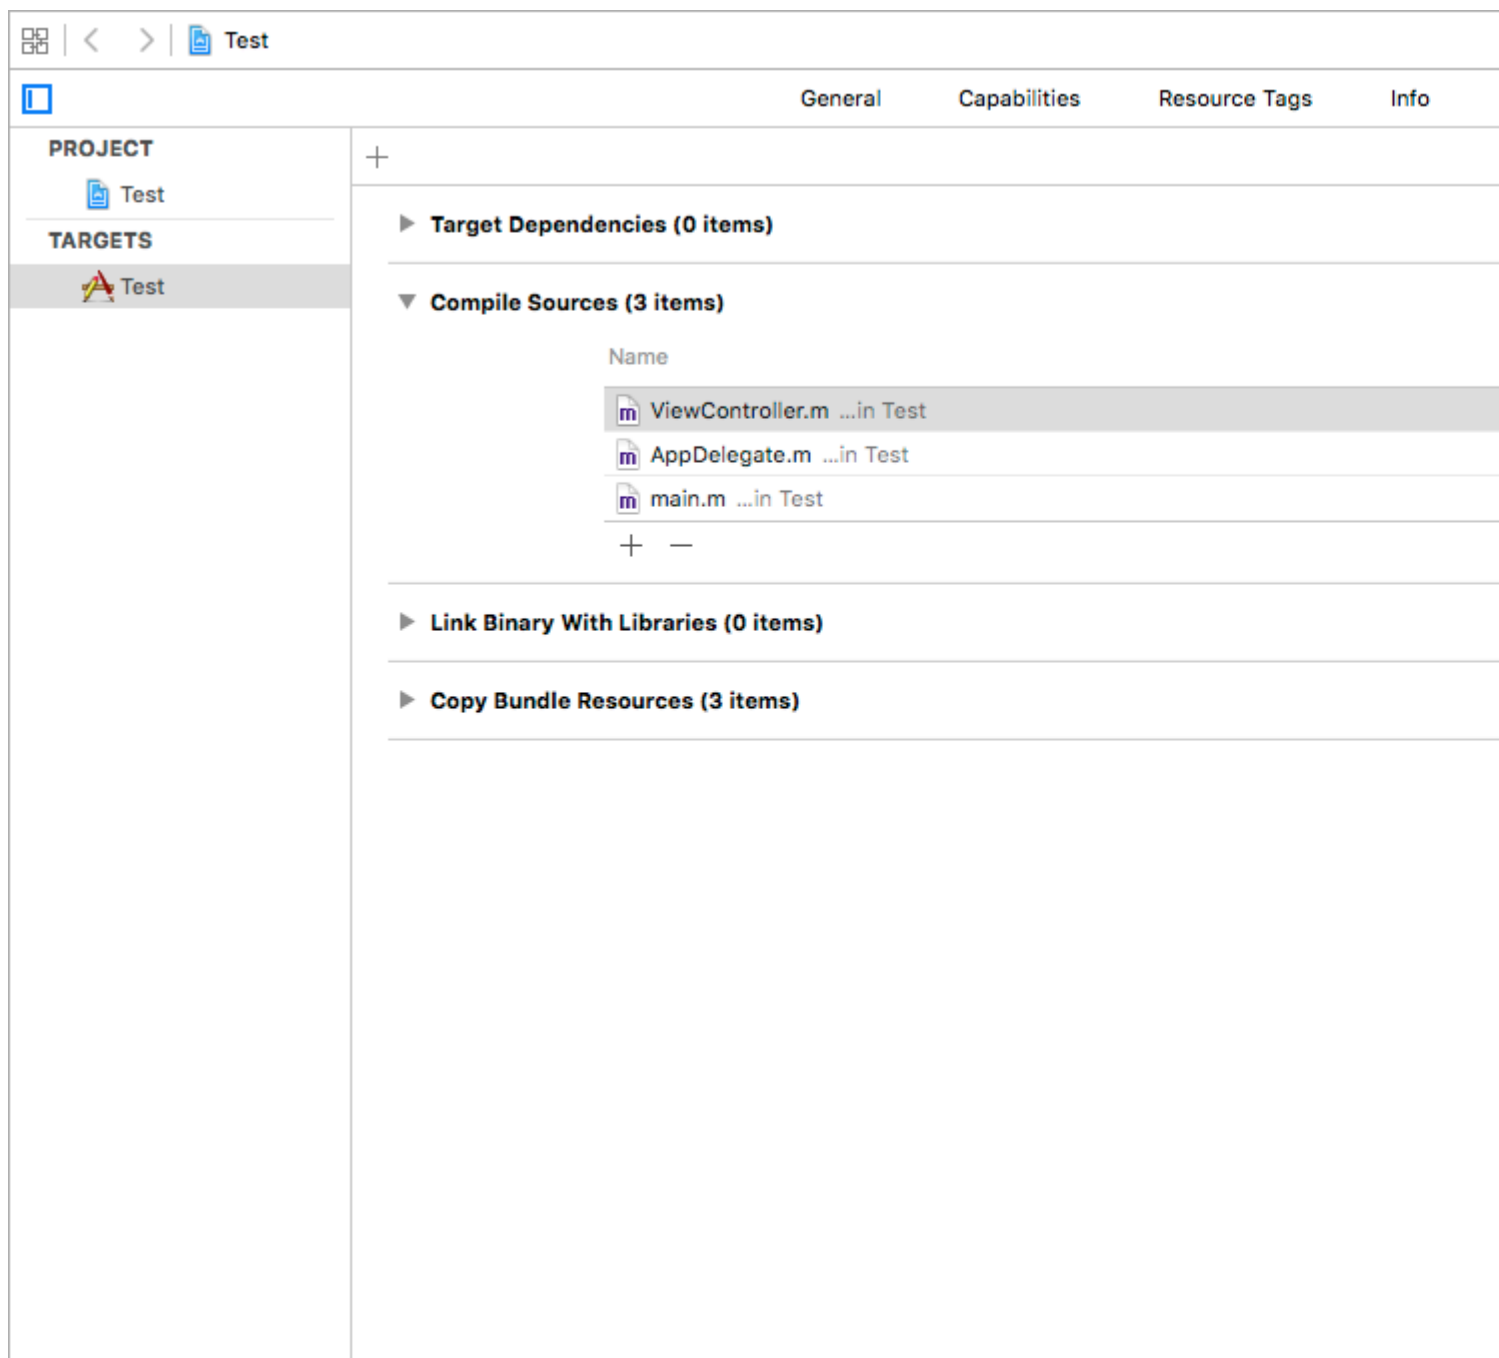 Test
General Capabilities Resource Tags Info
PROJECT
Test
TARGETS
Test
Target Dependencies (0 items)
Compile Sources (3 items)
Name
m ViewController.m ...in Test
m AppDelegate.m ...in Test
m main.m ...in Test
Link Binary With Libraries (0 items)
Copy Bundle Resources (3 items)